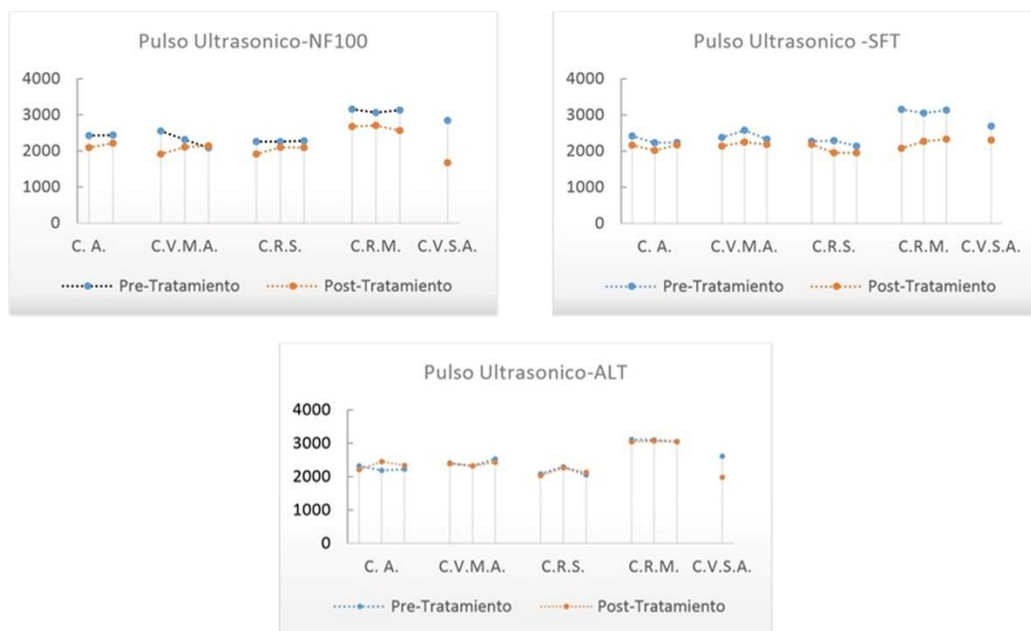 Pulso Ultrasonico-NF100
4000
3000
2000
1000
0
C. A. C.V.M.A. C.R.S. C.R.M. C.V.S.A.
Pre-Tratamiento Post-Tratamiento
Pulso Ultrasonico -SFT
4000
3000
2000
1000
0
C. A. C.V.M.A. C.R.S. C.R.M. C.V.S.A.
Pre-Tratamiento Post-Tratamiento
Pulso Ultrasonico-ALT
4000
3000
2000
1000
0
C. A. C.V.M.A. C.R.S. C.R.M. C.V.S.A.
Pre-Tratamiento Post-Tratamiento